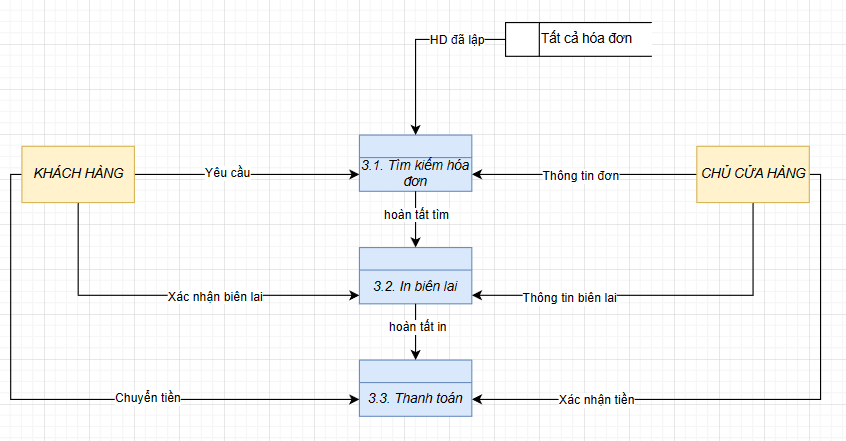 HD đã lập
Tất cả hóa đơn
KHÁCH HÀNG
Yêu cầu
3.1. Tìm kiếm hóa
đơn
Thông tin đơn
CHỦ CỬA HÀNG
hoàn tất tìm
3.2. In biên lai
Xác nhận biên lai
Thông tin biên lai
hoàn tất in
3.3. Thanh toán
Chuyển tiền
Xác nhận tiền